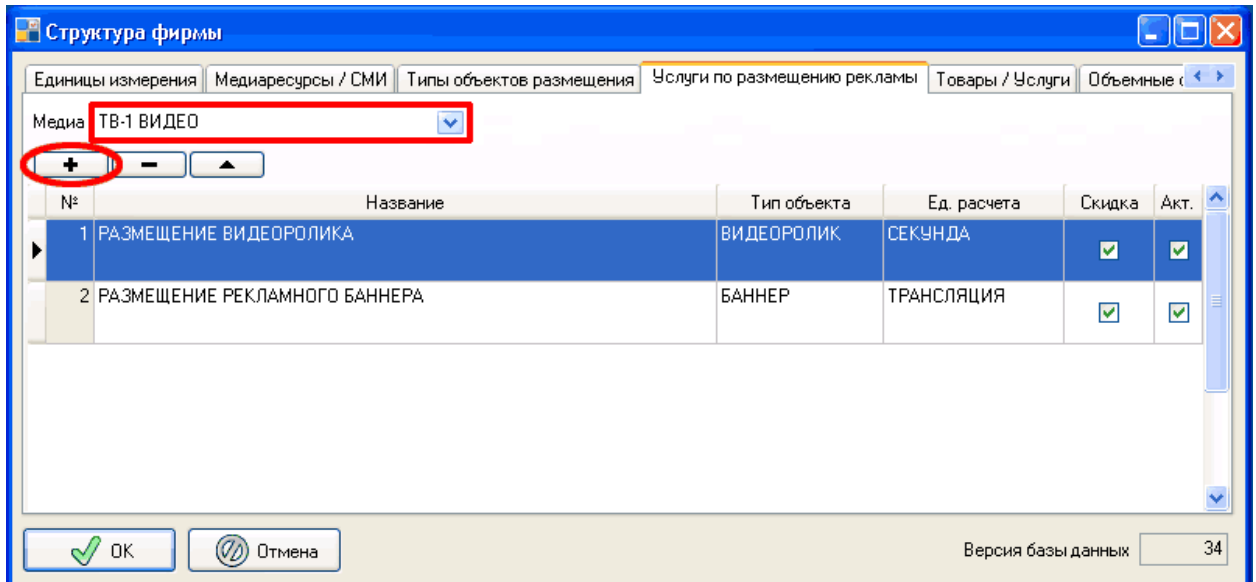 Структура фирмы
Единицы измерения Медиаресурсы / СМИ Типы объектов размещения Услуги по размещению рекламы Товары / Услуги Объемные с
Медиа ТВ-1 ВИДЕО
№ Название Тип объекта Ед. расчета Скидка Акт.
1 РАЗМЕЩЕНИЕ ВИДЕОРОЛИКА ВИДЕОРОЛИК СЕКУНДА
2 РАЗМЕЩЕНИЕ РЕКЛАМНОГО БАННЕРА БАННЕР ТРАНСЛЯЦИЯ
OK Отмена Версия базы данных 34